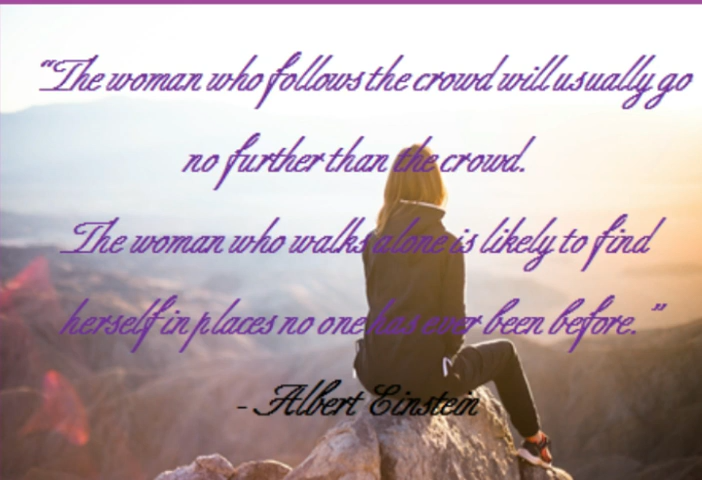 “The woman who follows the crowd will usually go
no further than the crowd.
The woman who walks alone is likely to find
herself in places no one has ever been before.”
- Albert Einstein